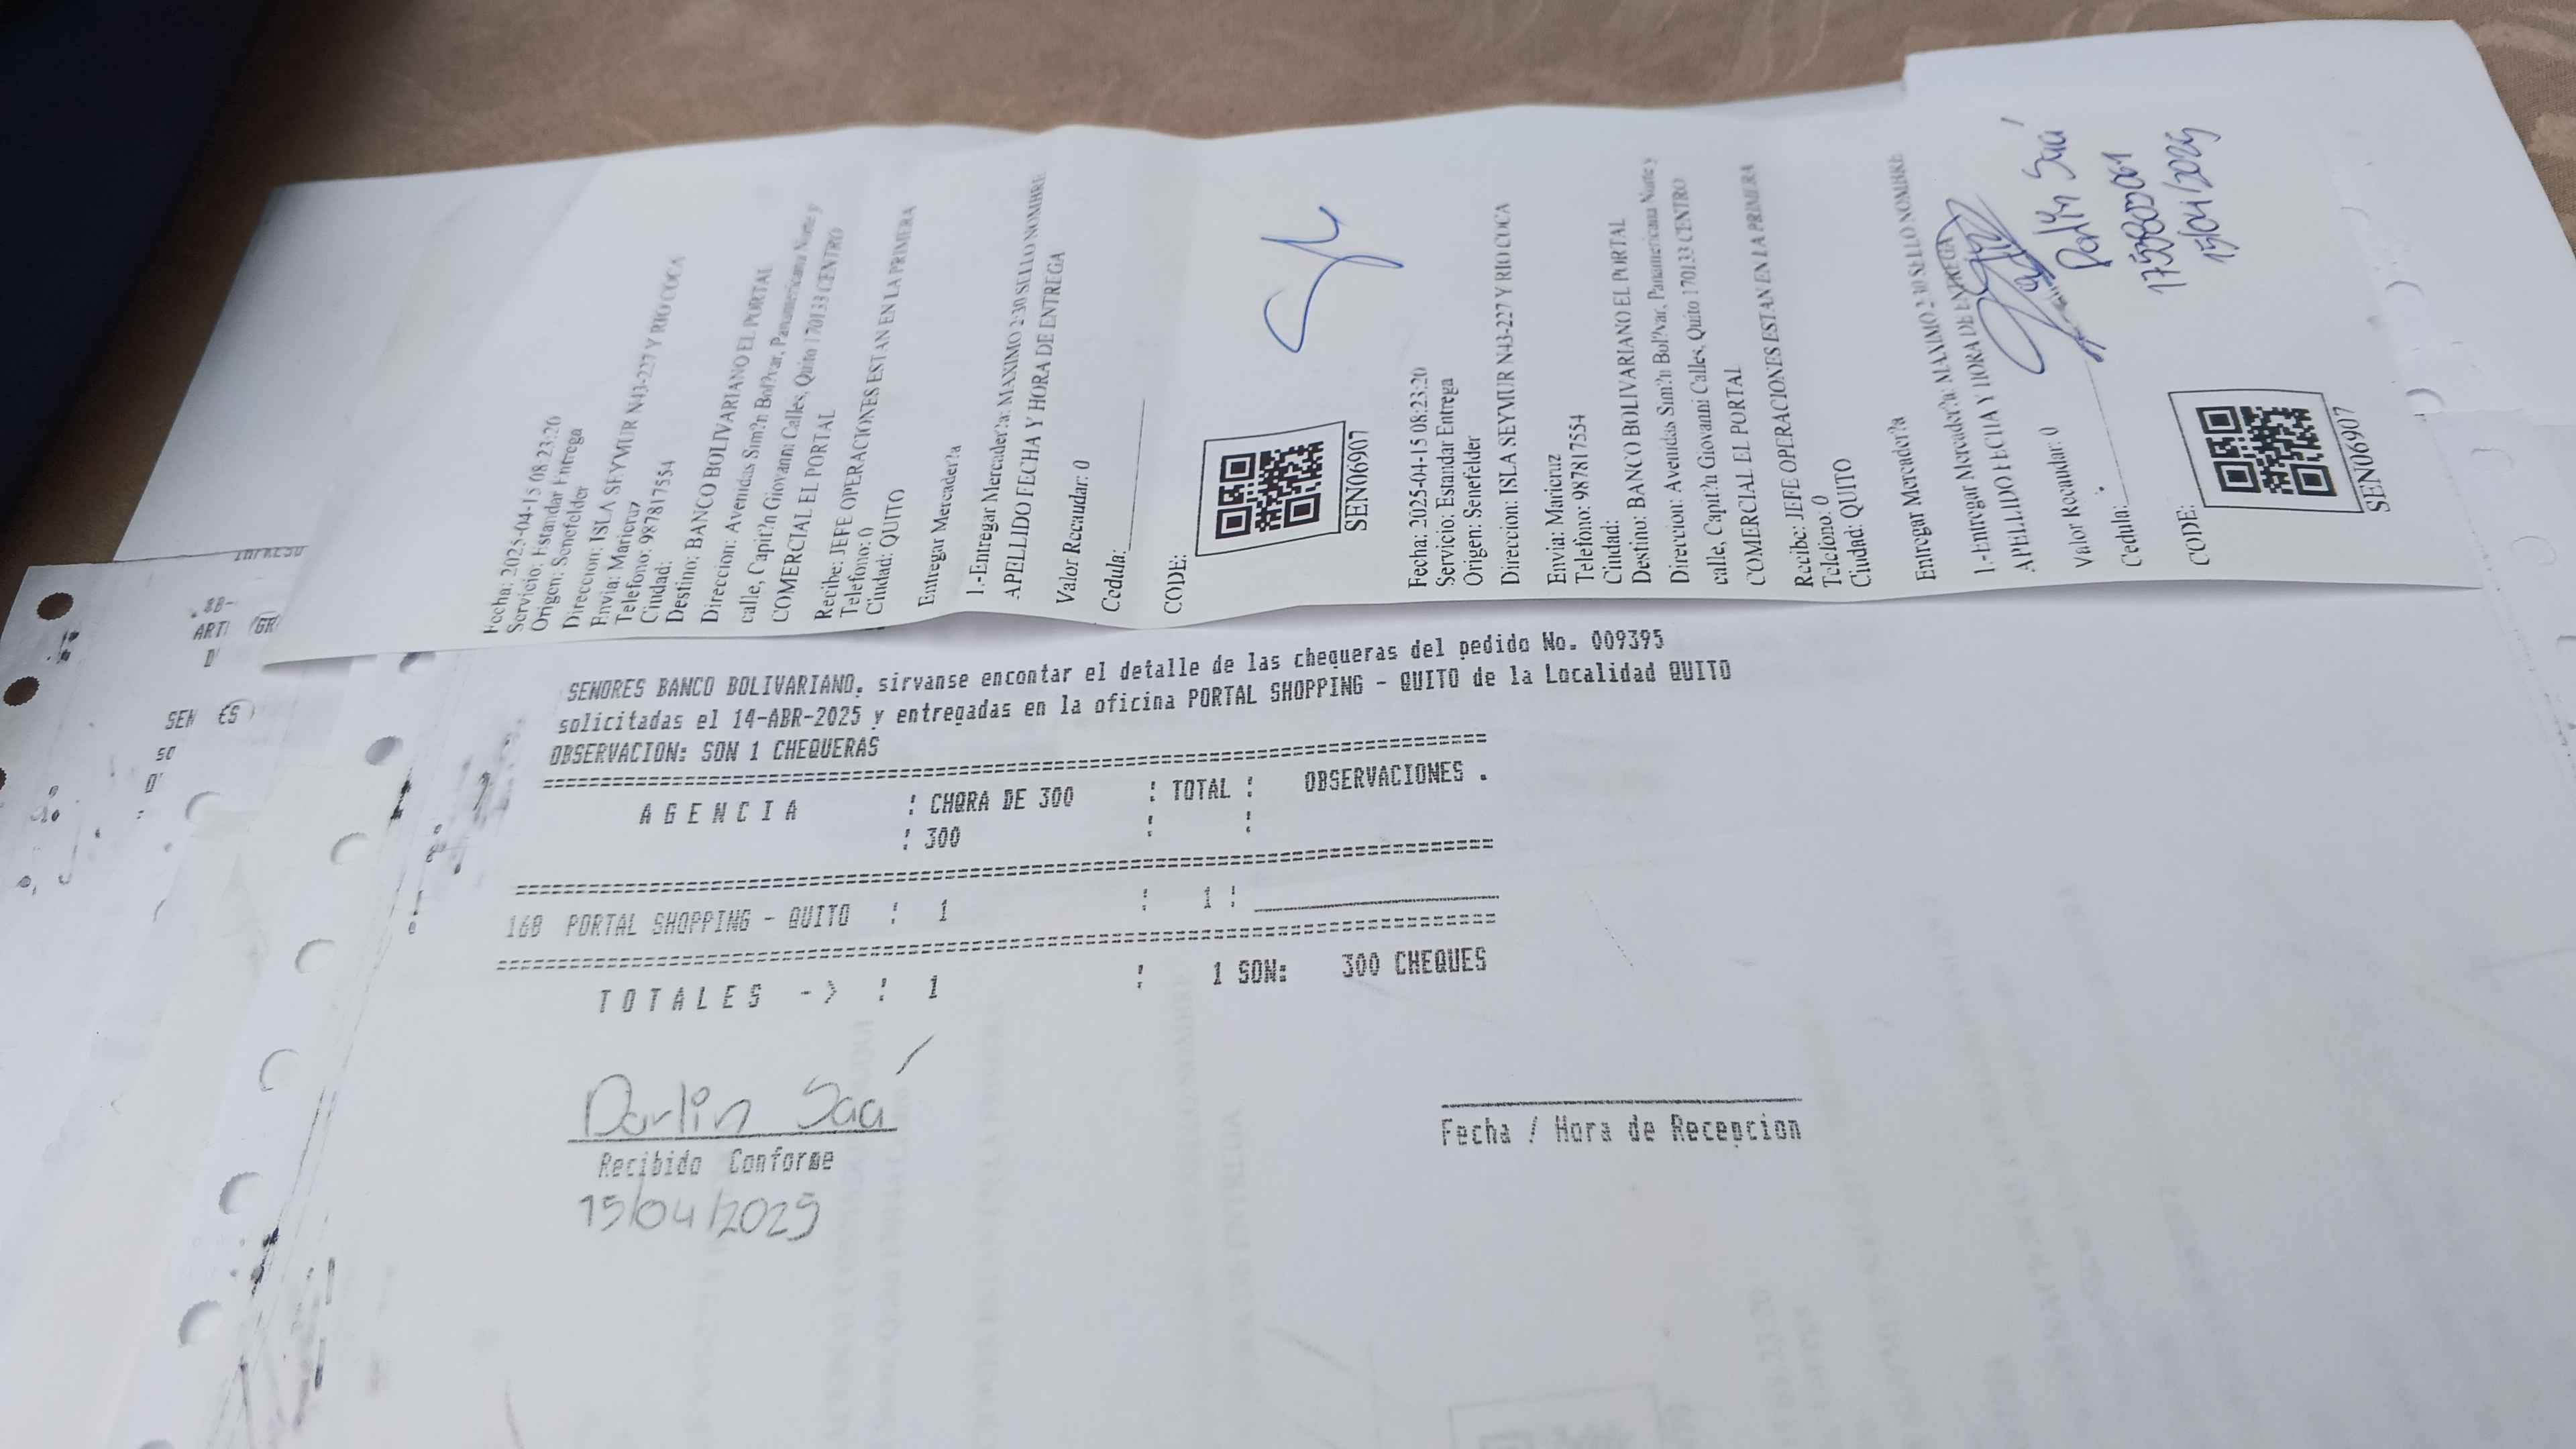 Fecha: 2025-04-15 08:23:20
Servicio: Estandar Entrega
Origen: Senefelder
Direccion: ISLA SEYMUR N43-227 Y RIO COCA
Envia: Maricruz
Telefono: 987817554
Ciudad:
Destino: BANCO BOLIVARIANO EL PORTAL
Direccion: Avenidas Sim?n Bol?var, Panamericana Norte y
calle, Capit?n Giovanni Calles, Quito 170133 CENTRO
COMERCIAL EL PORTAL
Recibe: JEFE OPERACIONES ESTAN EN LA PRIMERA
Telefono: 0
Ciudad: QUITO
Entregar Mercader?a
1.-Entregar Mercader?a: MAXIMO 2:30 SELLO NOMBRE
APELLIDO FECHA Y HORA DE ENTREGA
Valor Recaudar: 0
Cedula:
CODE:
SEN06907
Fecha: 2025-04-15 08:23:20
Servicio: Estandar Entrega
Origen: Senefelder
Direccion: ISLA SEYMUR N43-227 Y RIO COCA
Envia: Maricruz
Telefono: 987817554
Ciudad:
Destino: BANCO BOLIVARIANO EL PORTAL
Direccion: Avenidas Sim?n Bol?var, Panamericana Norte y
calle, Capit?n Giovanni Calles, Quito 170133 CENTRO
COMERCIAL EL PORTAL
Recibe: JEFE OPERACIONES ESTAN EN LA PRIMERA
Telefono: 0
Ciudad: QUITO
Entregar Mercader?a
1.-Entregar Mercader?a: MAXIMO 2:30 SELLO NOMBRE
APELLIDO FECHA Y HORA DE ENTREGA
Valor Recaudar: 0
Cedula:
Darlin Saá
15/04/2025
CODE:
SEN06907
SENORES BANCO BOLIVARIANO, sirvanse encontar el detalle de las chequeras del pedido No. 009395
solicitadas el 14-ABR-2025 y entregadas en la oficina PORTAL SHOPPING - QUITO de la Localidad QUITO
OBSERVACION: SON 1 CHEQUERAS
A G E N C I A : CHQRA DE 300 : TOTAL : OBSERVACIONES .
: 300 : :
168 PORTAL SHOPPING - QUITO : 1 : 1 :
T O T A L E S -> : 1 : 1 SON: 300 CHEQUES
Darlin Saá
Recibido Conforme
15/04/2025
Fecha / Hora de Recepcion